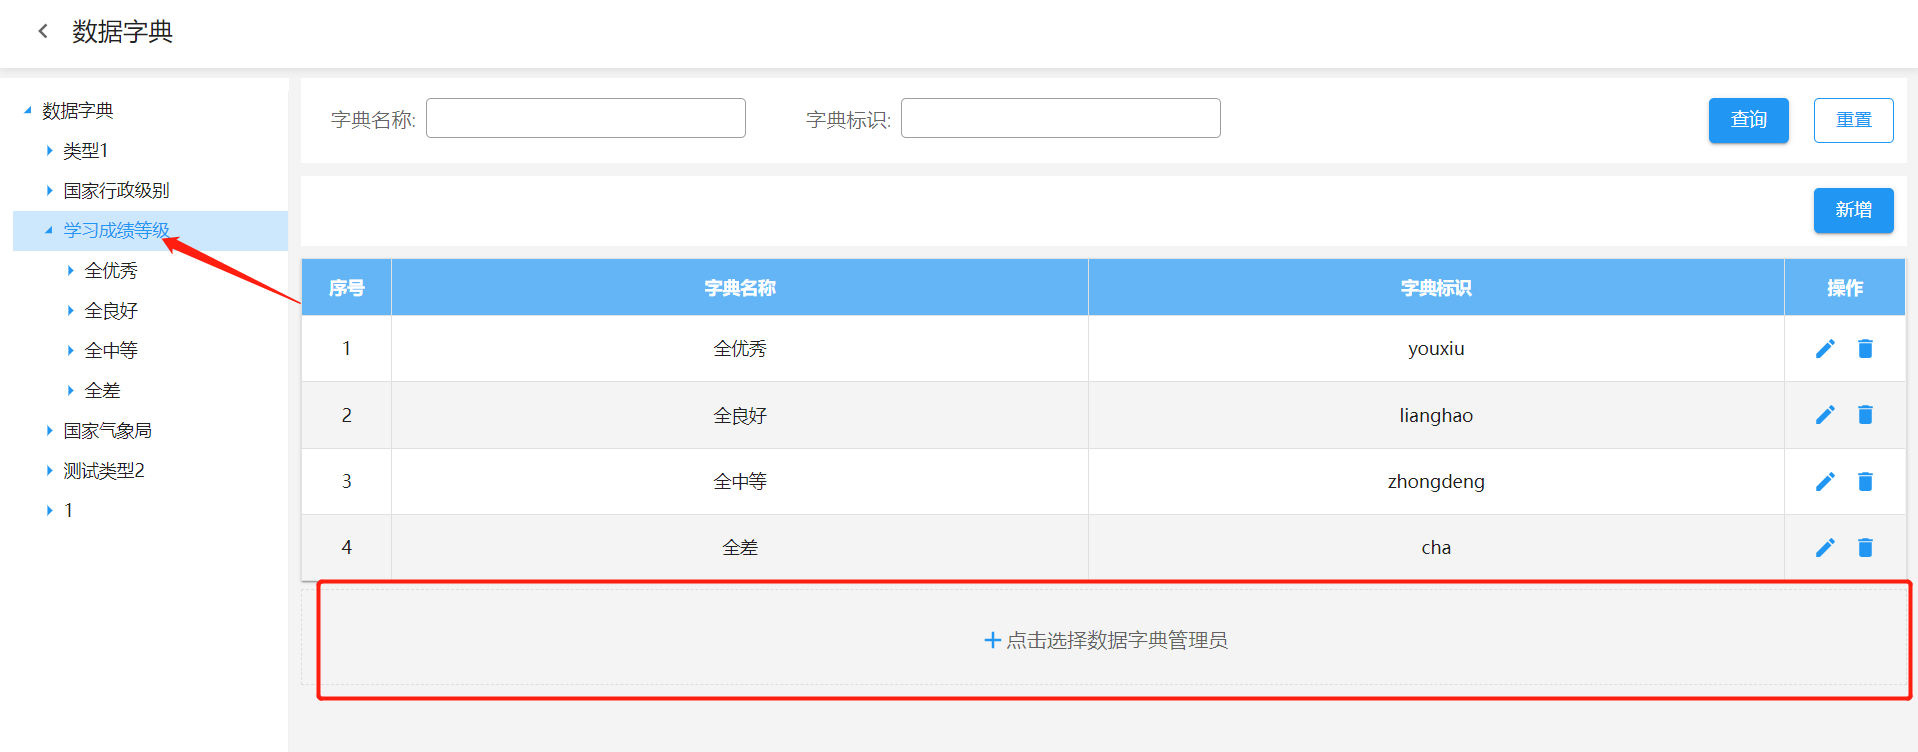 数据字典
数据字典
类型1
国家行政级别
学习成绩等级
全优秀
全良好
全中等
全差
国家气象局
测试类型2
1
字典名称: 字典标识: 查询 重置
新增
序号 字典名称 字典标识 操作
1 全优秀 youxiu
2 全良好 lianghao
3 全中等 zhongdeng
4 全差 cha
点击选择数据字典管理员